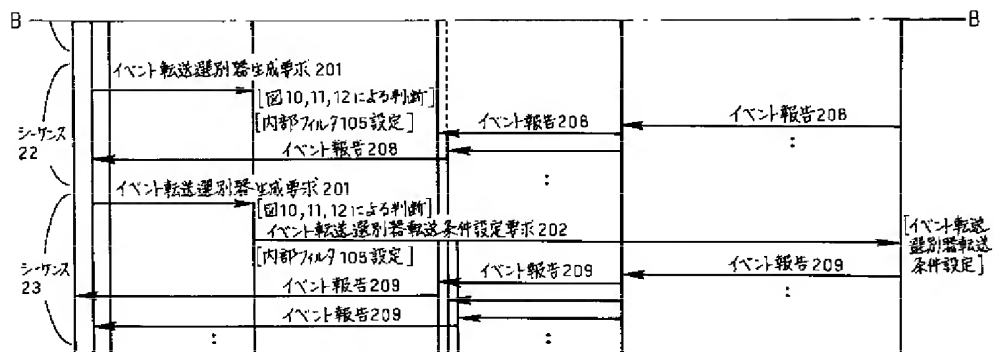 B B
イベント転送選別器生成要求 201
[図10,11,12による判断]
[内部フィルタ105設定]
イベント報告208
イベント報告208
イベント報告208
シーケンス
22
:
:
イベント転送選別器生成要求 201
[図10,11,12による判断]
イベント転送選別器転送条件設定要求 202
[イベント転送
選別器転送
条件設定]
[内部フィルタ105設定]
イベント報告209
イベント報告209
イベント報告209
イベント報告209
シーケンス
23
:
:
: